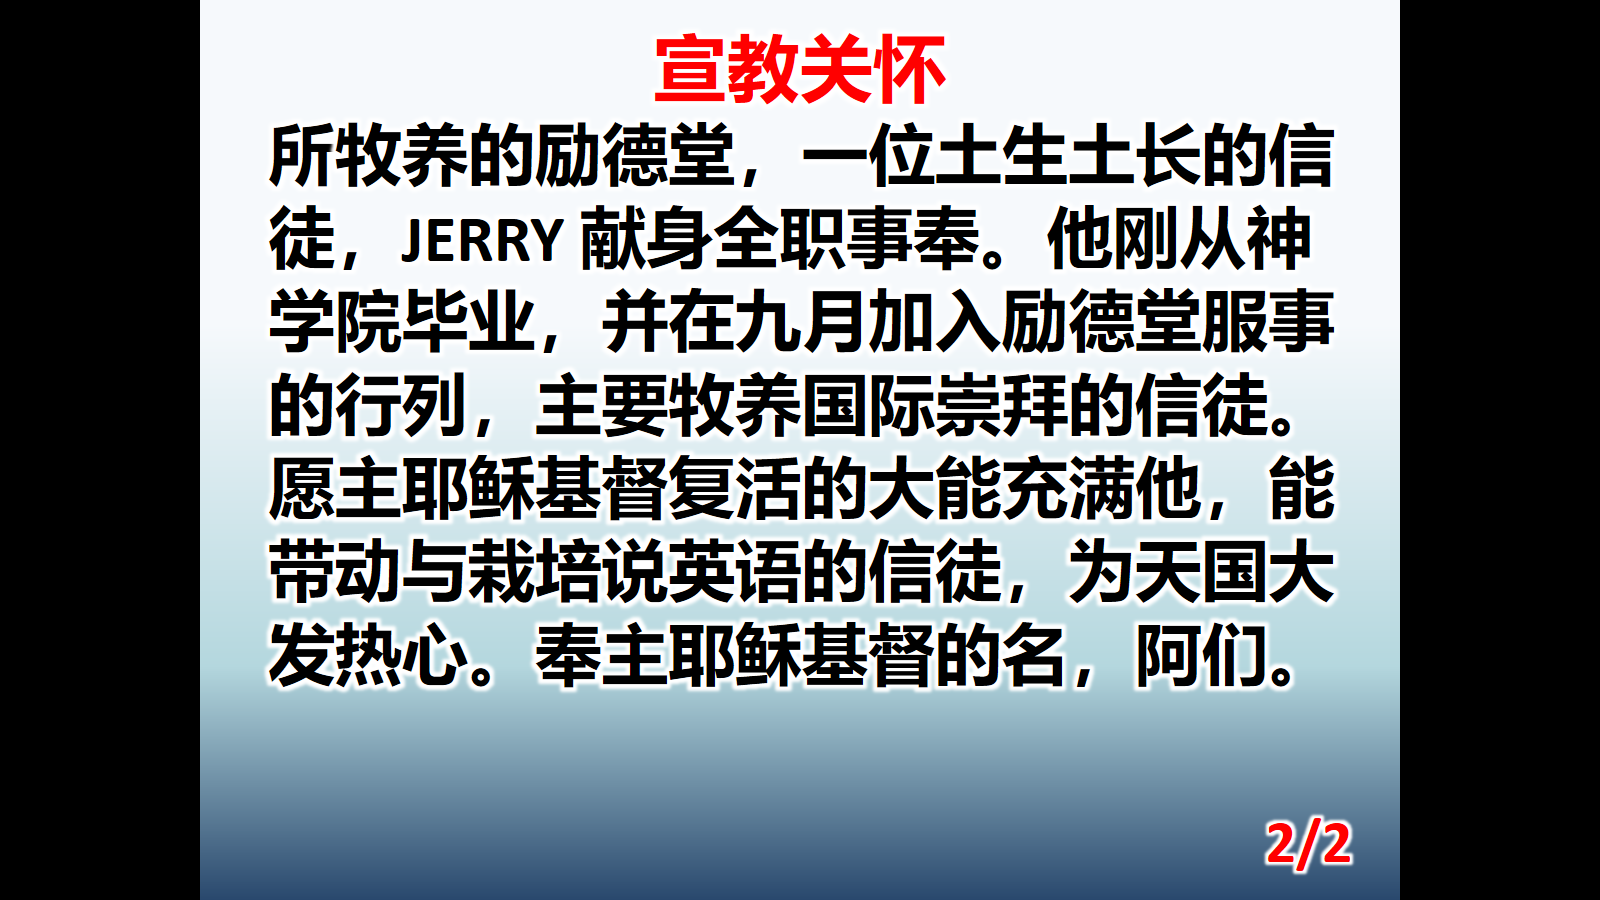 宣教关怀
所牧养的励德堂，一位土生土长的信
徒，JERRY 献身全职事奉。他刚从神
学院毕业，并在九月加入励德堂服事
的行列，主要牧养国际崇拜的信徒。
愿主耶稣基督复活的大能充满他，能
带动与栽培说英语的信徒，为天国大
发热心。奉主耶稣基督的名，阿们。
2/2